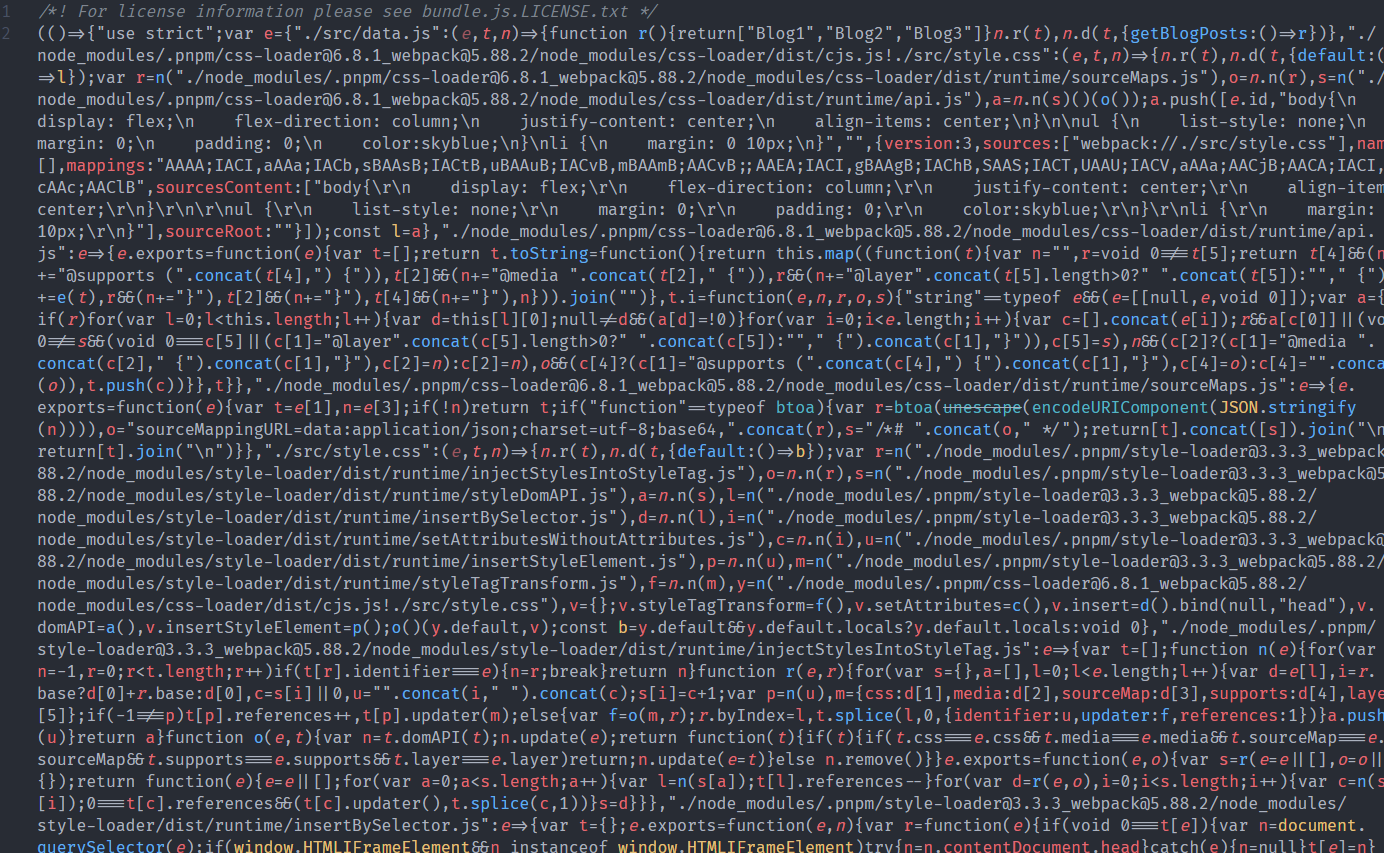 1 /*! For license information please see bundle.js.LICENSE.txt */
2 (()=>{"use strict";var e={"./src/data.js":(e,t,n)=>{function r(){return["Blog1","Blog2","Blog3"]}n.r(t),n.d(t,{getBlogPosts:()=>r})},"./
node_modules/.pnpm/css-loader@6.8.1_webpack@5.88.2/node_modules/css-loader/dist/cjs.js!./src/style.css":(e,t,n)=>{n.r(t),n.d(t,{default:(
=>l});var r=n("./node_modules/.pnpm/css-loader@6.8.1_webpack@5.88.2/node_modules/css-loader/dist/runtime/sourceMaps.js"),o=n.n(r),s=n("./
node_modules/.pnpm/css-loader@6.8.1_webpack@5.88.2/node_modules/css-loader/dist/runtime/api.js"),a=n.n(s)()(o());a.push([e.id,"body{\n
display: flex;\n    flex-direction: column;\n    justify-content: center;\n    align-items: center;\n}\n\nul {\n    list-style: none;\n
margin: 0;\n    padding: 0;\n    color:skyblue;\n}\nli {\n    margin: 0 10px;\n}","",{version:3,sources:["webpack://./src/style.css"],nam
[],mappings:"AAAA;IACI,aAAa;IACb,sBAAsB;IACtB,uBAAuB;IACvB,mBAAmB;AACvB;;AAEA;IACI,gBAAgB;IAChB,SAAS;IACT,UAAU;IACV,aAAa;AACjB;AACA;IACI,
cAAc;AAClB",sourcesContent:["body{\r\n    display: flex;\r\n    flex-direction: column;\r\n    justify-content: center;\r\n    align-item
center;\r\n}\r\n\r\nul {\r\n    list-style: none;\r\n    margin: 0;\r\n    padding: 0;\r\n    color:skyblue;\r\n}\r\nli {\r\n    margin:
10px;\r\n}"],sourceRoot:""}]);const l=a},"./node_modules/.pnpm/css-loader@6.8.1_webpack@5.88.2/node_modules/css-loader/dist/runtime/api.
js":e=>{e.exports=function(e){var t=[];return t.toString=function(){return this.map((function(t){var n="",r=void 0!==t[5];return t[4]&&(n
+="@supports (".concat(t[4],") {")),t[2]&&(n+="@media ".concat(t[2]," {")),r&&(n+="@layer".concat(t[5].length>0?" ".concat(t[5]):""," {")
+=e(t),r&&(n+="}"),t[2]&&(n+="}"),t[4]&&(n+="}"),n})).join("")},t.i=function(e,n,r,o,s){"string"==typeof e&&(e=[[null,e,void 0]]);var a={
if(r)for(var l=0;l<this.length;l++){var d=this[l][0];null!=d&&(a[d]=!0)}for(var i=0;i<e.length;i++){var c=[].concat(e[i]);r&&a[c[0]]||(vo
0!==s&&(void 0===c[5]||(c[1]="@layer".concat(c[5].length>0?" ".concat(c[5]):""," {").concat(c[1],"}")),c[5]=s),n&&(c[2]?(c[1]="@media ".
concat(c[2]," {").concat(c[1],"}"),c[2]=n):c[2]=n),o&&(c[4]?(c[1]="@supports (".concat(c[4],") {").concat(c[1],"}"),c[4]=o):c[4]="".concat
(o)),t.push(c))}},t}},"./node_modules/.pnpm/css-loader@6.8.1_webpack@5.88.2/node_modules/css-loader/dist/runtime/sourceMaps.js":e=>{e.
exports=function(e){var t=e[1],n=e[3];if(!n)return t;if("function"==typeof btoa){var r=btoa(unescape(encodeURIComponent(JSON.stringify
(n)))),o="sourceMappingURL=data:application/json;charset=utf-8;base64,".concat(r),s="/*# ".concat(o," */");return[t].concat([s]).join("\n
return[t].join("\n")}},"./src/style.css":(e,t,n)=>{n.r(t),n.d(t,{default:()=>b});var r=n("./node_modules/.pnpm/style-loader@3.3.3_webpack
88.2/node_modules/style-loader/dist/runtime/injectStylesIntoStyleTag.js"),o=n.n(r),s=n("./node_modules/.pnpm/style-loader@3.3.3_webpack@5
88.2/node_modules/style-loader/dist/runtime/styleDomAPI.js"),a=n.n(s),l=n("./node_modules/.pnpm/style-loader@3.3.3_webpack@5.88.2/
node_modules/style-loader/dist/runtime/insertBySelector.js"),d=n.n(l),i=n("./node_modules/.pnpm/style-loader@3.3.3_webpack@5.88.2/
node_modules/style-loader/dist/runtime/setAttributesWithoutAttributes.js"),c=n.n(i),u=n("./node_modules/.pnpm/style-loader@3.3.3_webpack@
88.2/node_modules/style-loader/dist/runtime/insertStyleElement.js"),p=n.n(u),m=n("./node_modules/.pnpm/style-loader@3.3.3_webpack@5.88.2/
node_modules/style-loader/dist/runtime/styleTagTransform.js"),f=n.n(m),y=n("./node_modules/.pnpm/css-loader@6.8.1_webpack@5.88.2/
node_modules/css-loader/dist/cjs.js!./src/style.css"),v={};v.styleTagTransform=f(),v.setAttributes=c(),v.insert=d().bind(null,"head"),v.
domAPI=a(),v.insertStyleElement=p();o()(y.default,v);const b=y.default&&y.default.locals?y.default.locals:void 0},"./node_modules/.pnpm/
style-loader@3.3.3_webpack@5.88.2/node_modules/style-loader/dist/runtime/injectStylesIntoStyleTag.js":e=>{var t=[];function n(e){for(var
n=-1,r=0;r<t.length;r++)if(t[r].identifier===e){n=r;break}return n}function r(e,r){for(var s={},a=[],l=0;l<e.length;l++){var d=e[l],i=r.
base?d[0]+r.base:d[0],c=s[i]||0,u="".concat(i," ").concat(c);s[i]=c+1;var p=n(u),m={css:d[1],media:d[2],sourceMap:d[3],supports:d[4],laye
[5]};if(-1!==p)t[p].references++,t[p].updater(m);else{var f=o(m,r);r.byIndex=l,t.splice(l,0,{identifier:u,updater:f,references:1})}a.push
(u)}return a}function o(e,t){var n=t.domAPI(t);n.update(e);return function(t){if(t){if(t.css===e.css&&t.media===e.media&&t.sourceMap===e.
sourceMap&&t.supports===e.supports&&t.layer===e.layer)return;n.update(e=t)}else n.remove()}}e.exports=function(e,o){var s=r(e=e||[],o=o||
{});return function(e){e=e||[];for(var a=0;a<s.length;a++){var l=n(s[a]);t[l].references--}for(var d=r(e,o),i=0;i<s.length;i++){var c=n(s
[i]);0===t[c].references&&(t[c].updater(),t.splice(c,1))}s=d}}},"./node_modules/.pnpm/style-loader@3.3.3_webpack@5.88.2/node_modules/
style-loader/dist/runtime/insertBySelector.js":e=>{var t={};e.exports=function(e,n){var r=function(e){if(void 0===t[e]){var n=document.
querySelector(e);if(window.HTMLIFrameElement&&n instanceof window.HTMLIFrameElement)try{n=n.contentDocument.head}catch(e){n=null}t[e]=n}